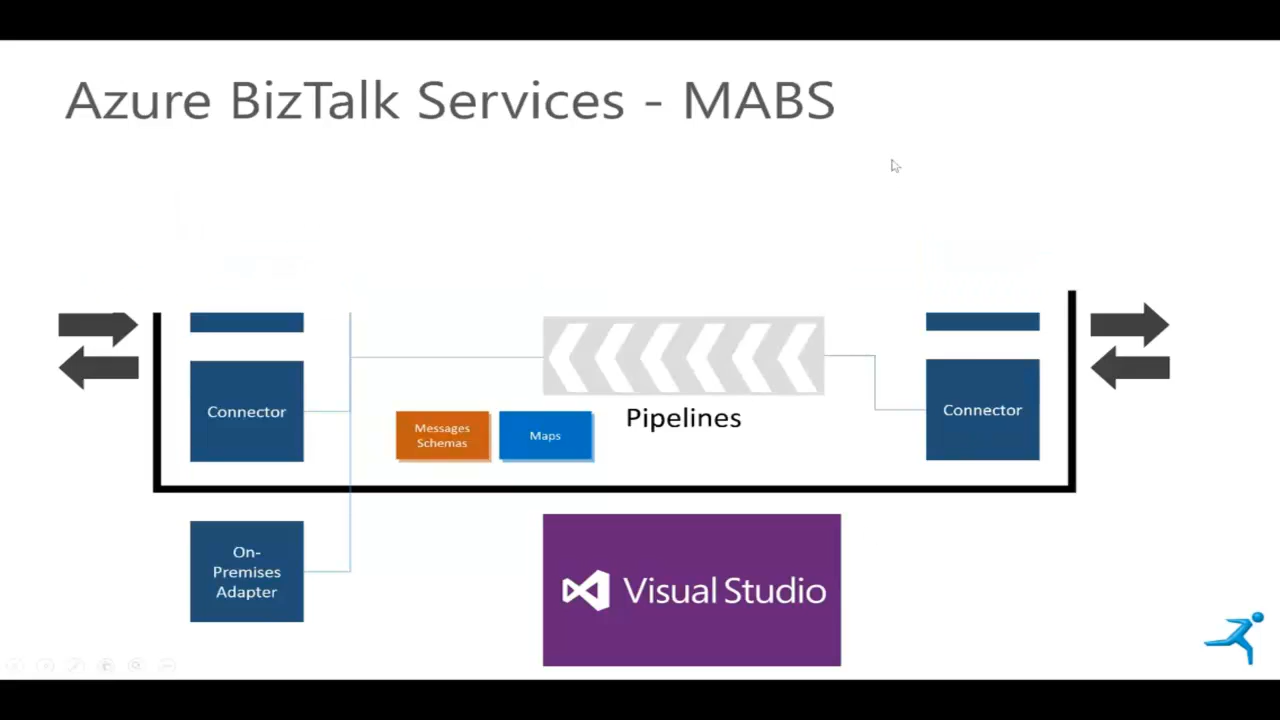 Azure BizTalk Services - MABS
Connector
Messages
Schemas
Maps
Pipelines
Connector
On-
Premises
Adapter
Visual Studio